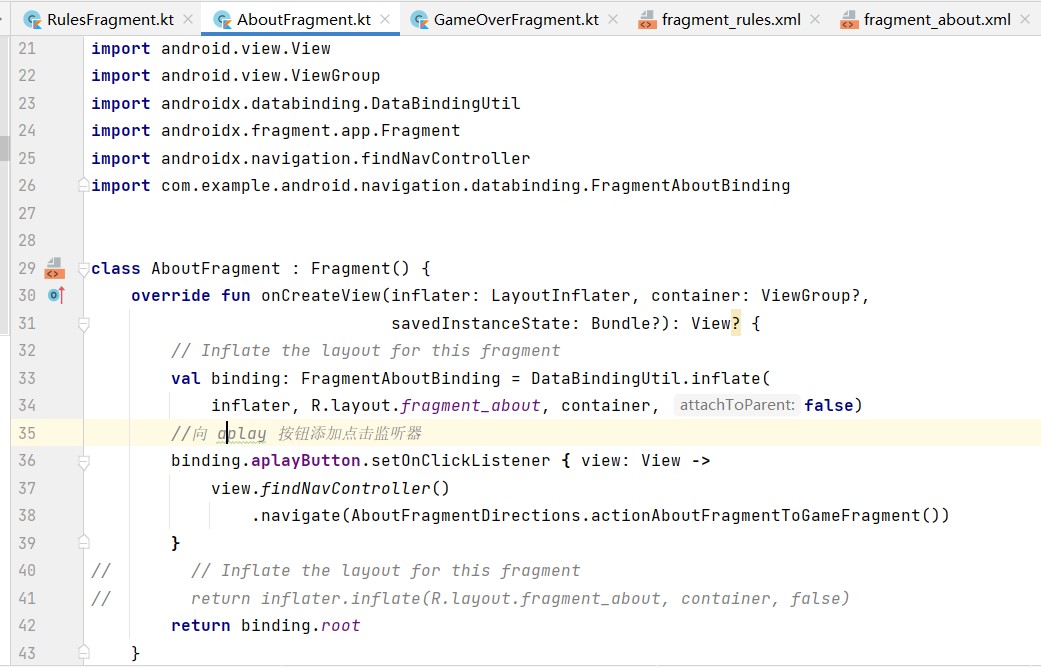 RulesFragment.kt AboutFragment.kt GameOverFragment.kt fragment_rules.xml fragment_about.xml
21 import android.view.View
22 import android.view.ViewGroup
23 import androidx.databinding.DataBindingUtil
24 import androidx.fragment.app.Fragment
25 import androidx.navigation.findNavController
26 import com.example.android.navigation.databinding.FragmentAboutBinding
27
28
29 class AboutFragment : Fragment() {
30 override fun onCreateView(inflater: LayoutInflater, container: ViewGroup?,
31 savedInstanceState: Bundle?): View? {
32 // Inflate the layout for this fragment
33 val binding: FragmentAboutBinding = DataBindingUtil.inflate(
34 inflater, R.layout.fragment_about, container, attachToParent: false)
35 //向 aplay 按钮添加点击监听器
36 binding.aplayButton.setOnClickListener { view: View ->
37 view.findNavController()
38 .navigate(AboutFragmentDirections.actionAboutFragmentToGameFragment())
39 }
40 // // Inflate the layout for this fragment
41 // return inflater.inflate(R.layout.fragment_about, container, false)
42 return binding.root
43 }